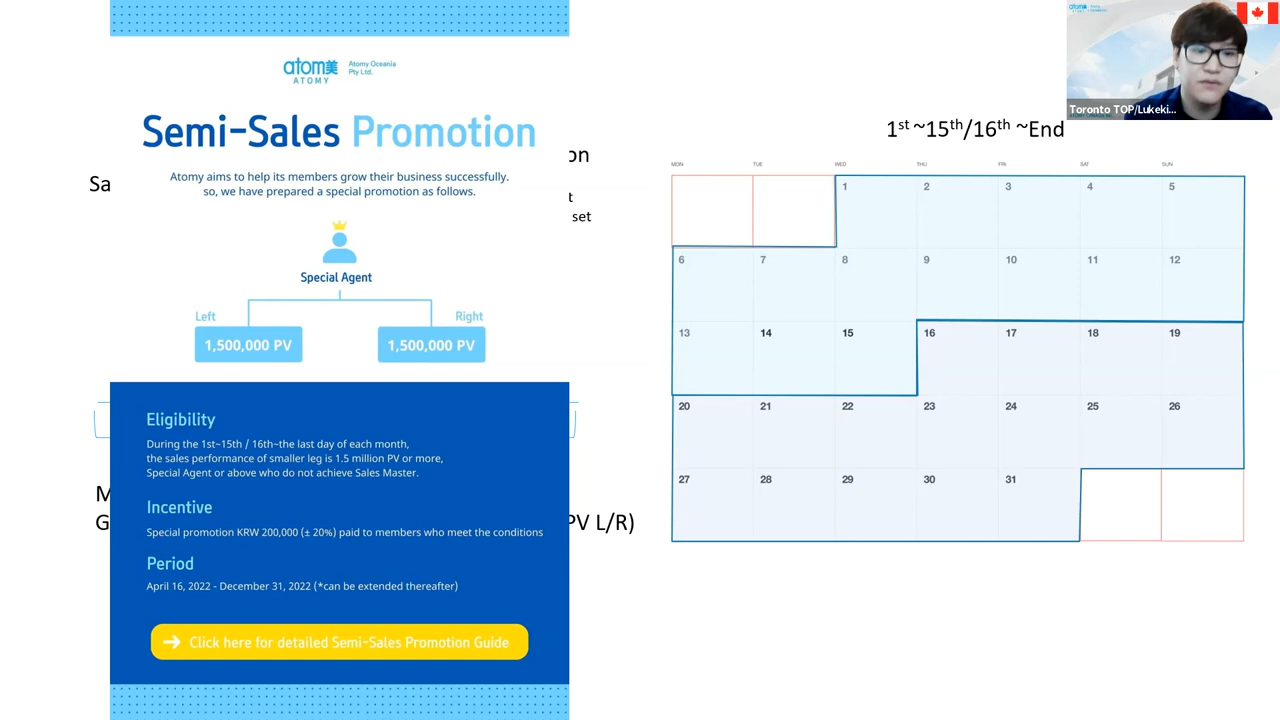 atom美
ATOMY
Atomy Oceania
Pty Ltd.
Semi-Sales Promotion
Atomy aims to help its members grow their business successfully.
so, we have prepared a special promotion as follows.
Special Agent
Left
Right
1,500,000 PV
1,500,000 PV
Eligibility
During the 1st~15th / 16th~the last day of each month,
the sales performance of smaller leg is 1.5 million PV or more,
Special Agent or above who do not achieve Sales Master.
Incentive
Special promotion KRW 200,000 (± 20%) paid to members who meet the conditions
Period
April 16, 2022 - December 31, 2022 (*can be extended thereafter)
→ Click here for detailed Semi-Sales Promotion Guide
Sa
on
t
set
M
G
PV L/R)
1st ~15th/16th ~End
MON TUE WED THU FRI SAT SUN
1 2 3 4 5
6 7 8 9 10 11 12
13 14 15 16 17 18 19
20 21 22 23 24 25 26
27 28 29 30 31
Toronto TOP/Lukeki...